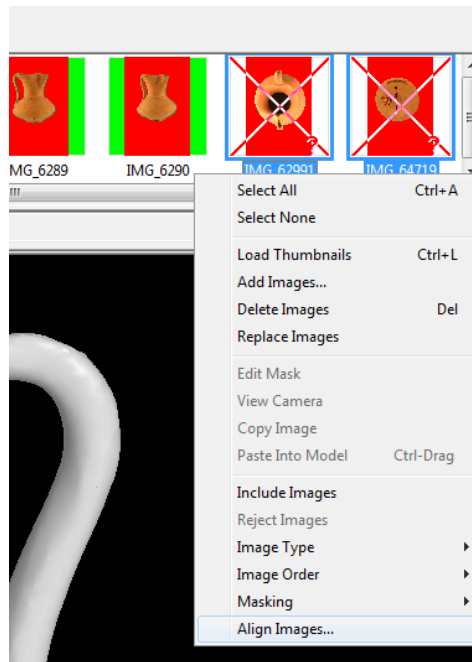 MG_6289
IMG_6290
IMG_62991
IMG_64719
Select All Ctrl+A
Select None
Load Thumbnails Ctrl+L
Add Images...
Delete Images Del
Replace Images
Edit Mask
View Camera
Copy Image
Paste Into Model Ctrl-Drag
Include Images
Reject Images
Image Type
Image Order
Masking
Align Images...